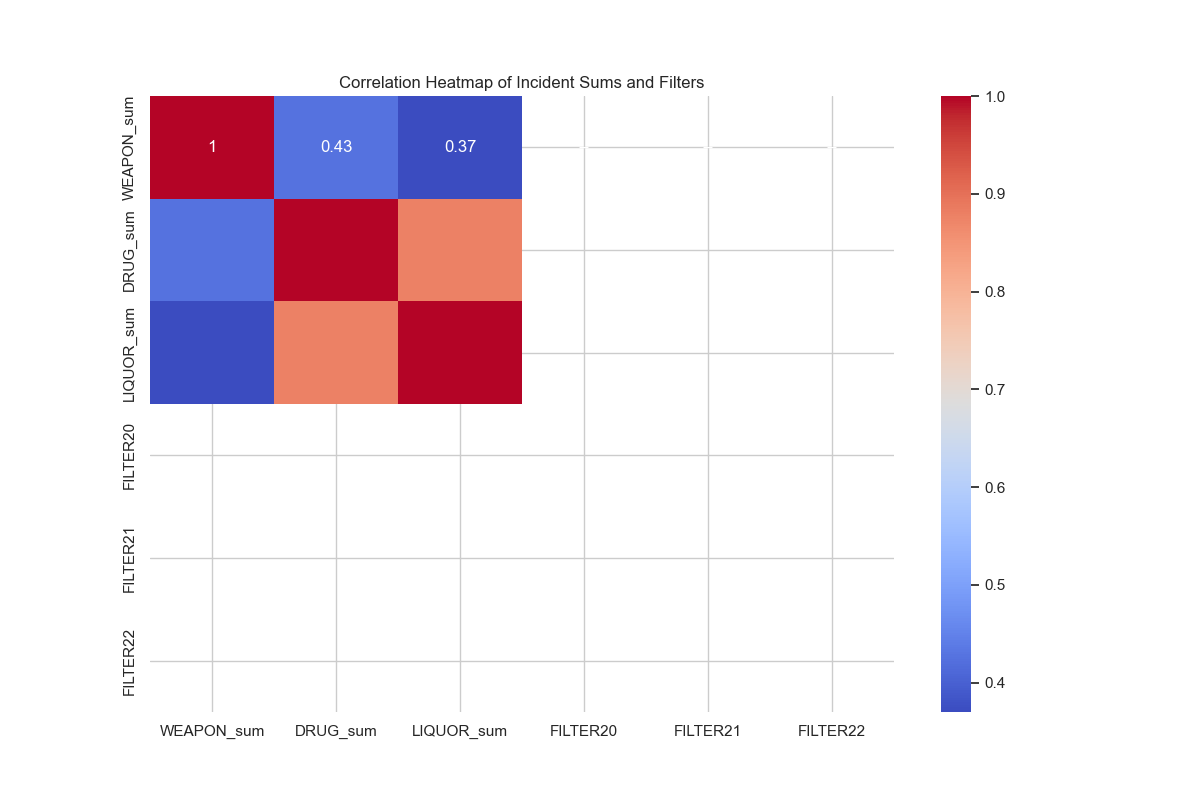 Correlation Heatmap of Incident Sums and Filters
WEAPON_sum
DRUG_sum
LIQUOR_sum
FILTER20
FILTER21
FILTER22
1 0.43 0.37
WEAPON_sum DRUG_sum LIQUOR_sum FILTER20 FILTER21 FILTER22
1.0
0.9
0.8
0.7
0.6
0.5
0.4